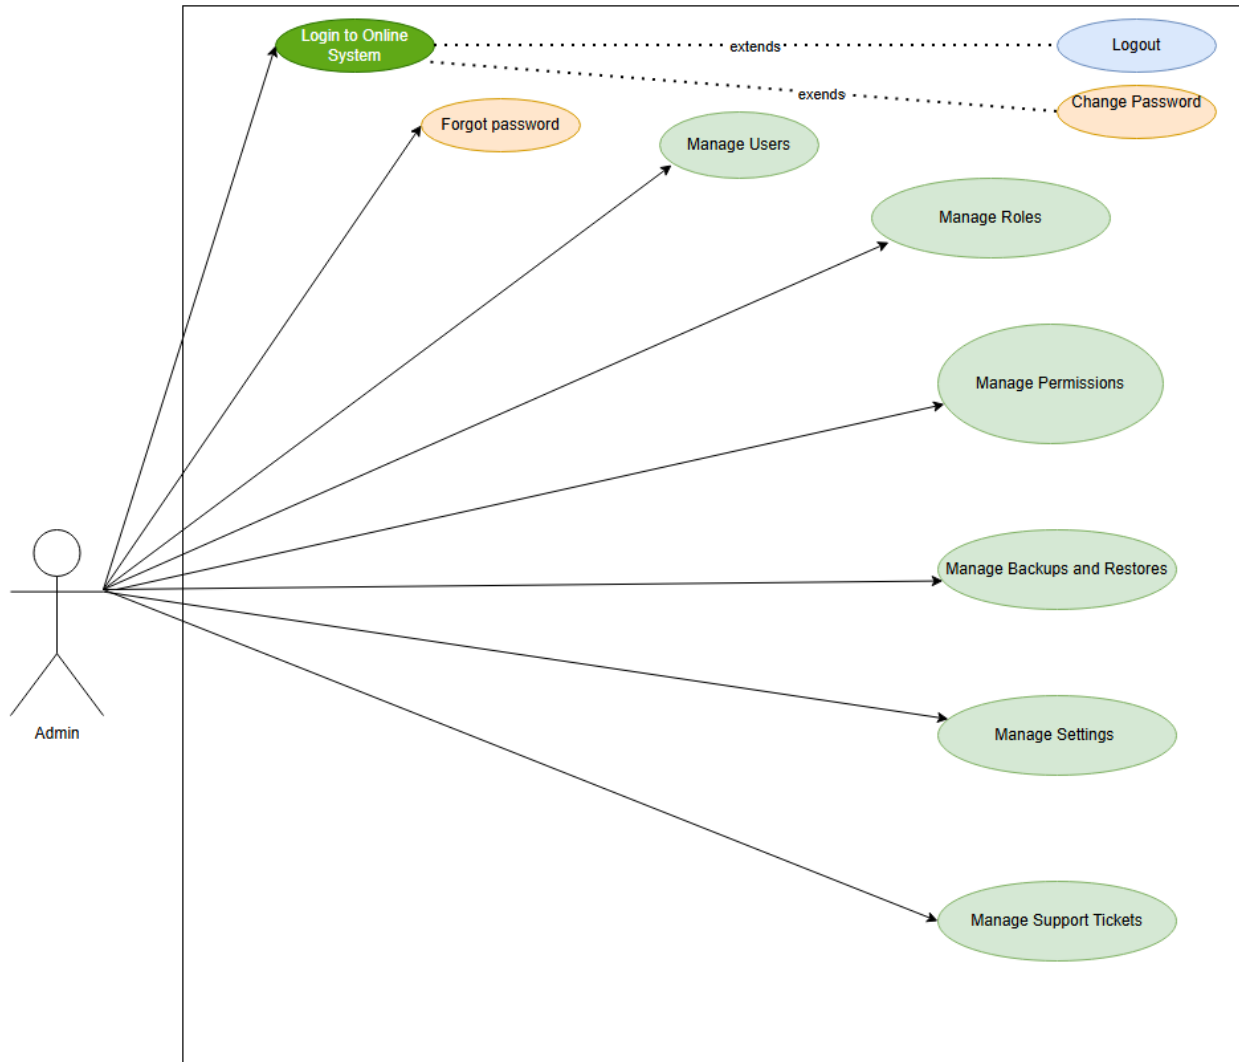 Login to Online
System
extends
Logout
exends
Change Password
Forgot password
Manage Users
Manage Roles
Manage Permissions
Manage Backups and Restores
Admin
Manage Settings
Manage Support Tickets